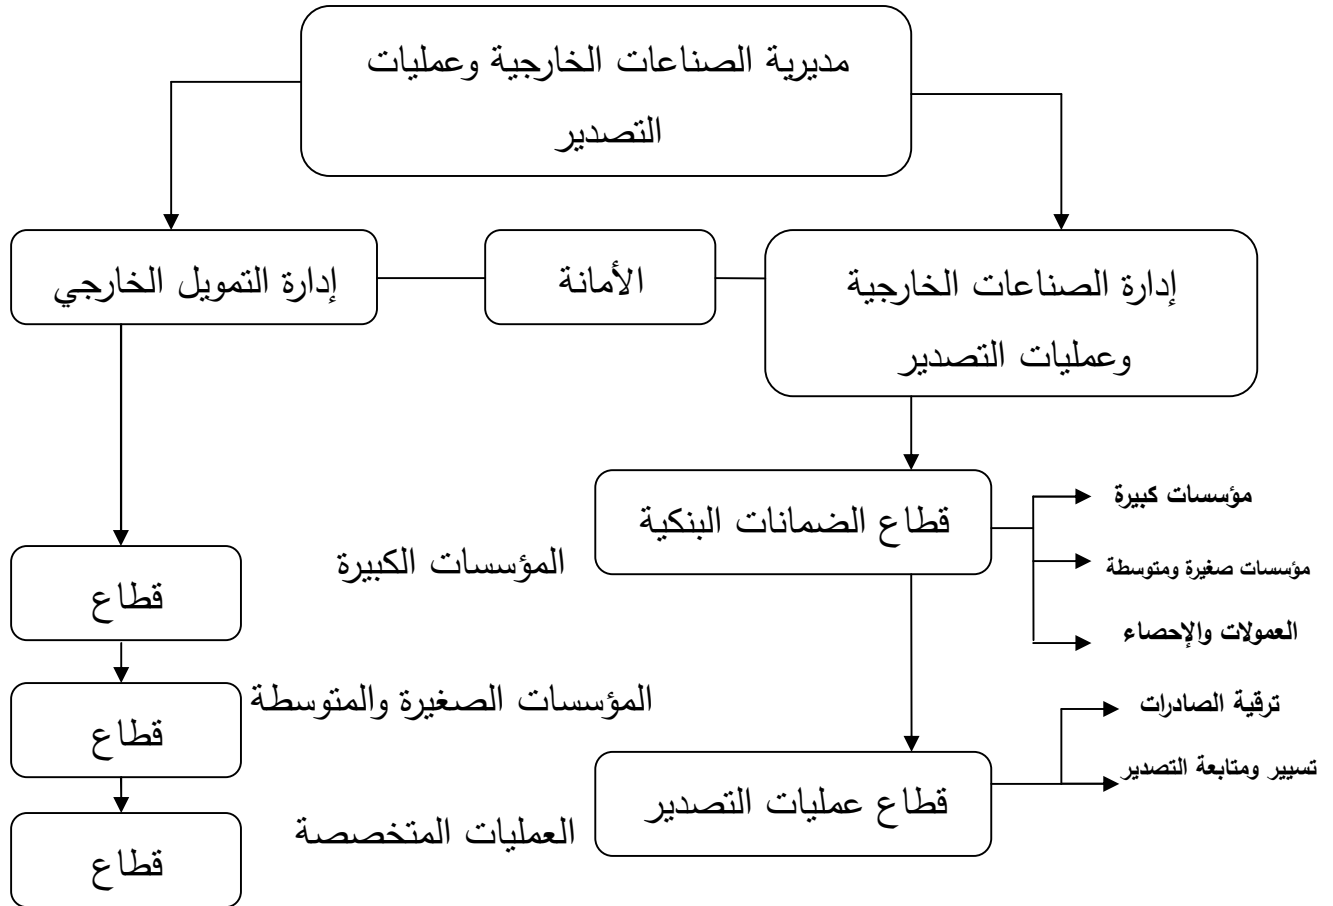 مديرية الصناعات الخارجية وعمليات
التصدير
إدارة الصناعات الخارجية
وعمليات التصدير
الأمانة
إدارة التمويل الخارجي
قطاع الضمانات البنكية
مؤسسات كبيرة
مؤسسات صغيرة ومتوسطة
العمولات والإحصاء
المؤسسات الكبيرة
قطاع
المؤسسات الصغيرة والمتوسطة
قطاع
ترقية الصادرات
تسيير ومتابعة التصدير
قطاع عمليات التصدير
العمليات المتخصصة
قطاع